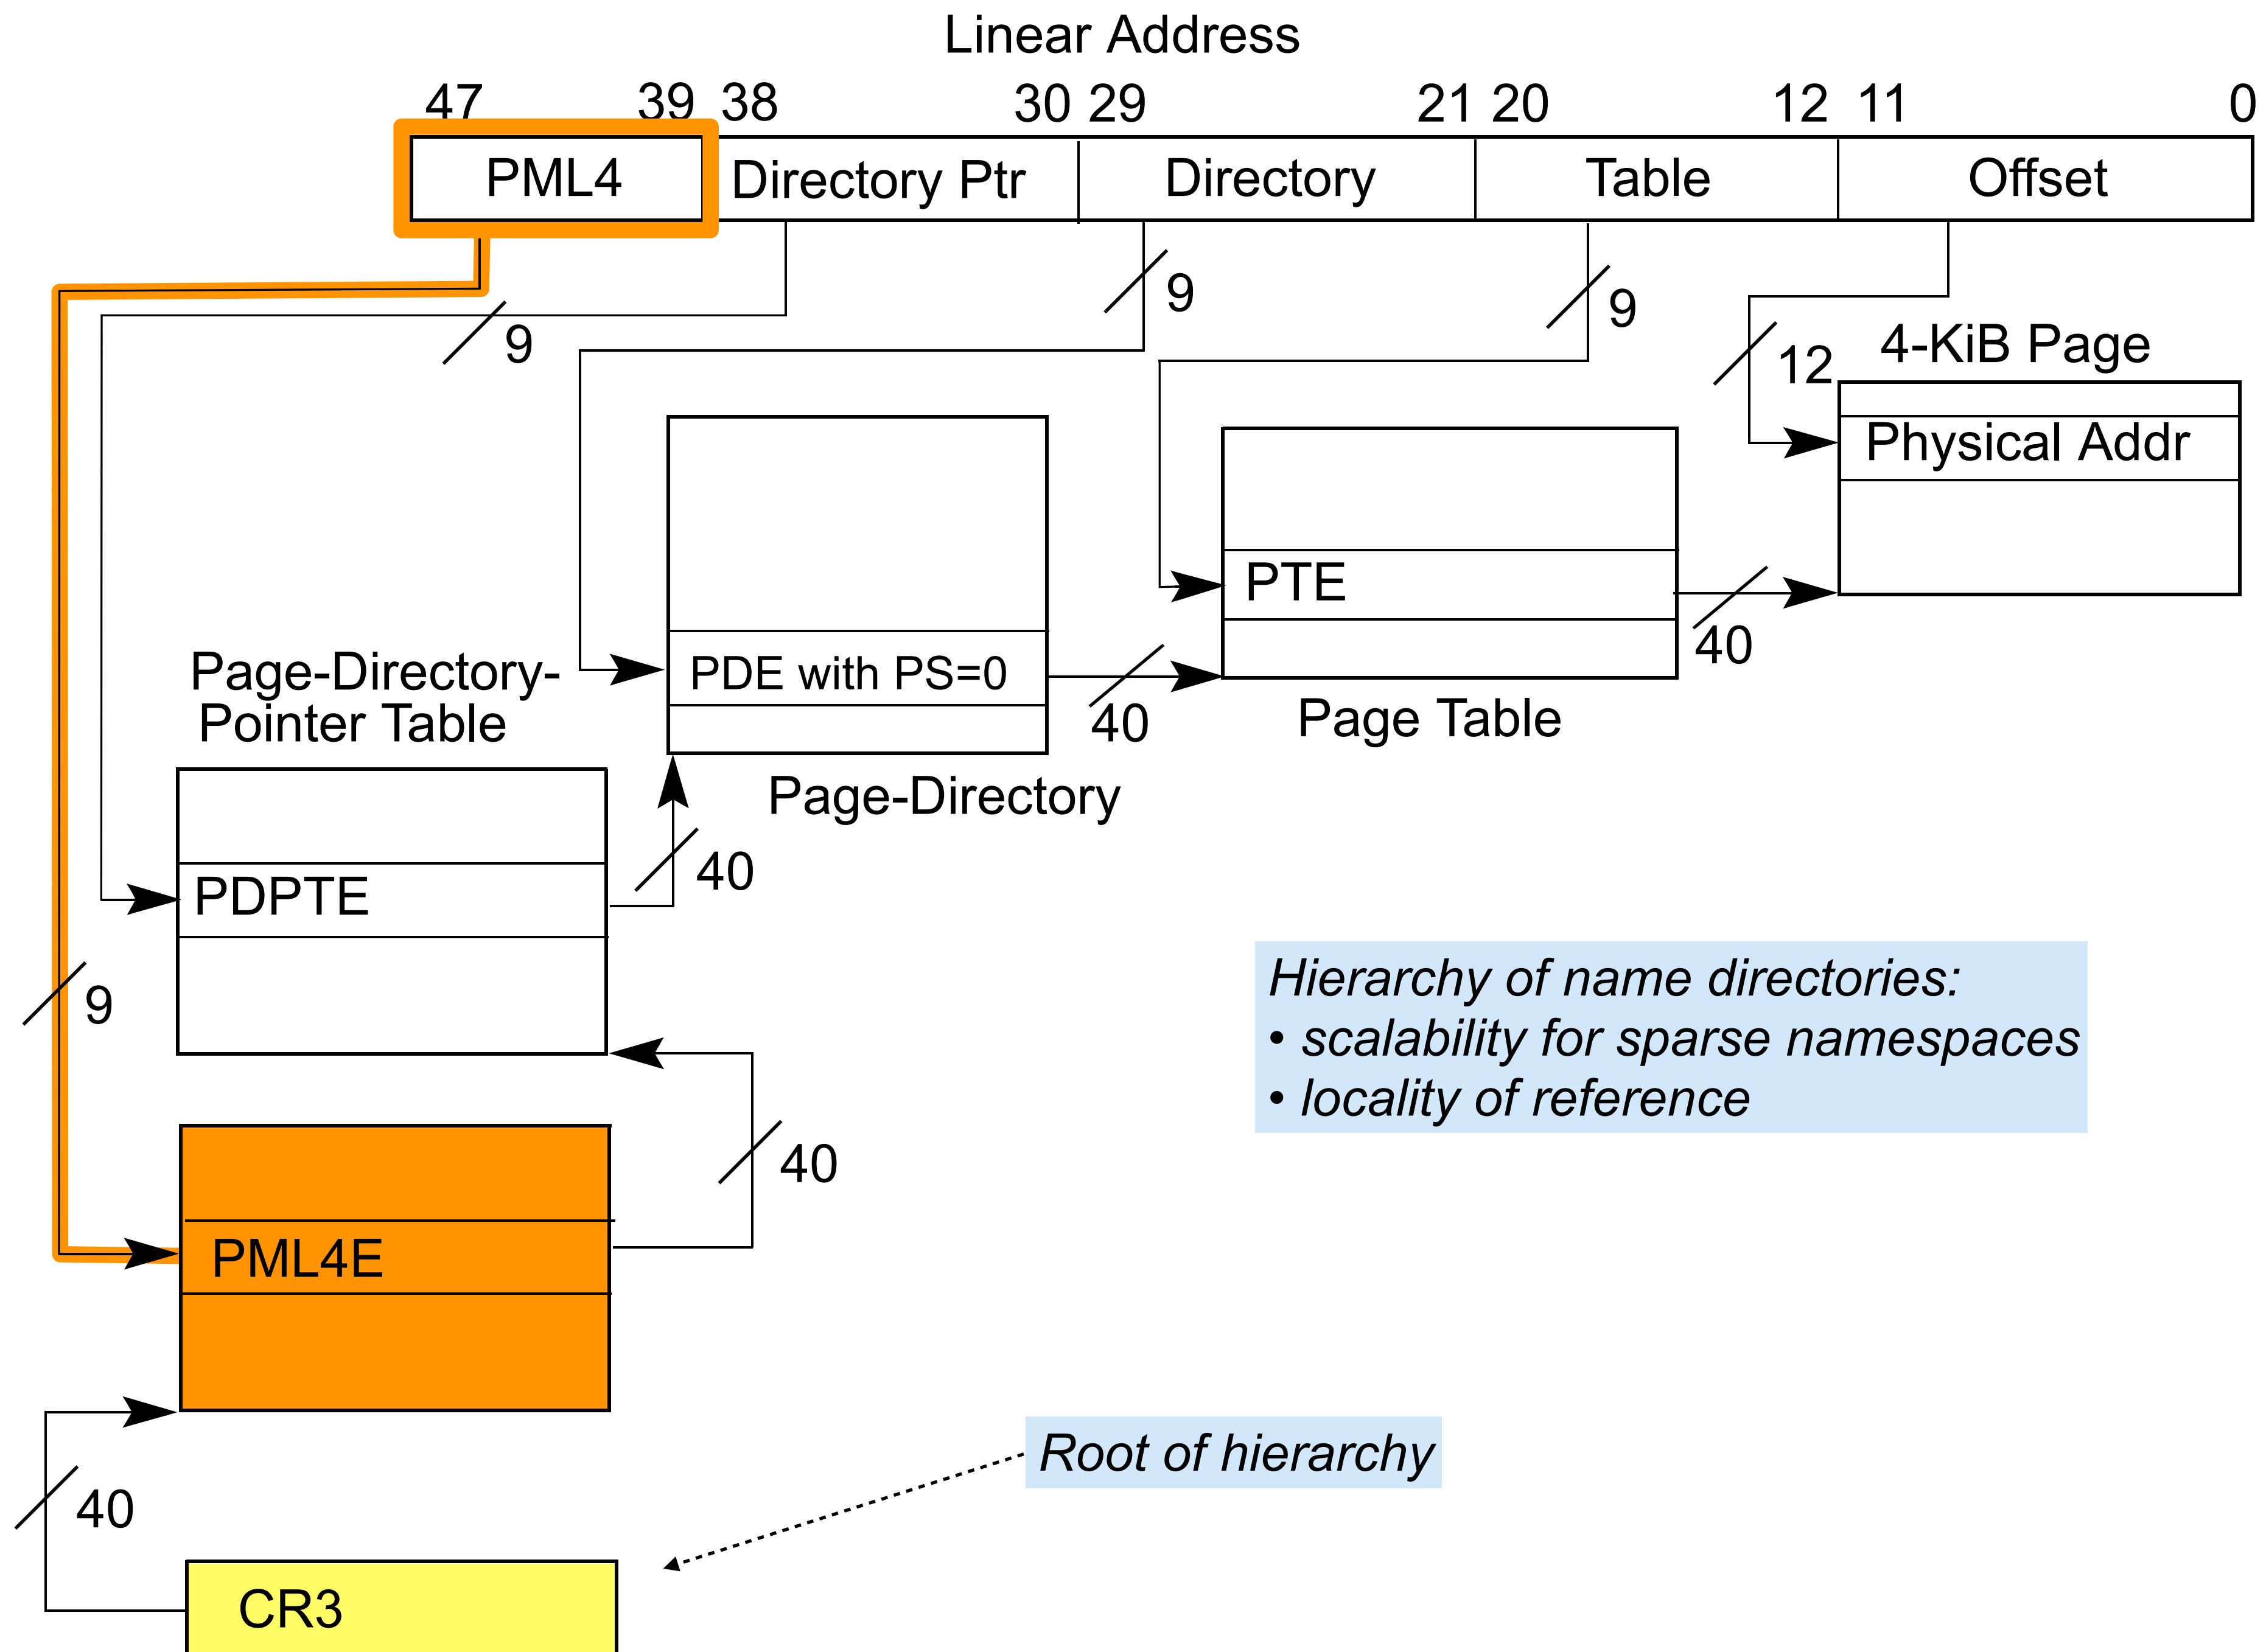 Linear Address
47 39 38 30 29 21 20 12 11 0
PML4 Directory Ptr Directory Table Offset
9
9
9
12
4-KiB Page
Physical Addr
PTE
40
Page Table
PDE with PS=0
40
Page-Directory
Page-Directory-
Pointer Table
PDPTE
40
9
Hierarchy of name directories:
• scalability for sparse namespaces
• locality of reference
40
PML4E
Root of hierarchy
40
CR3